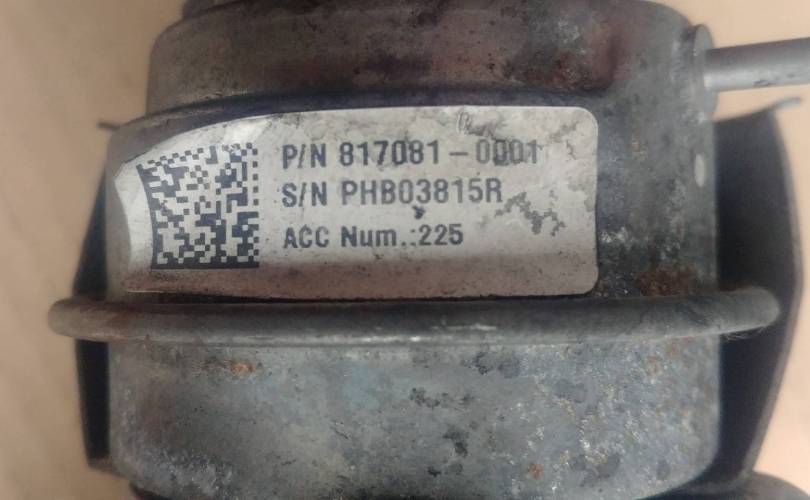 P/N 817081-0001
S/N PHB03815R
ACC Num.:225